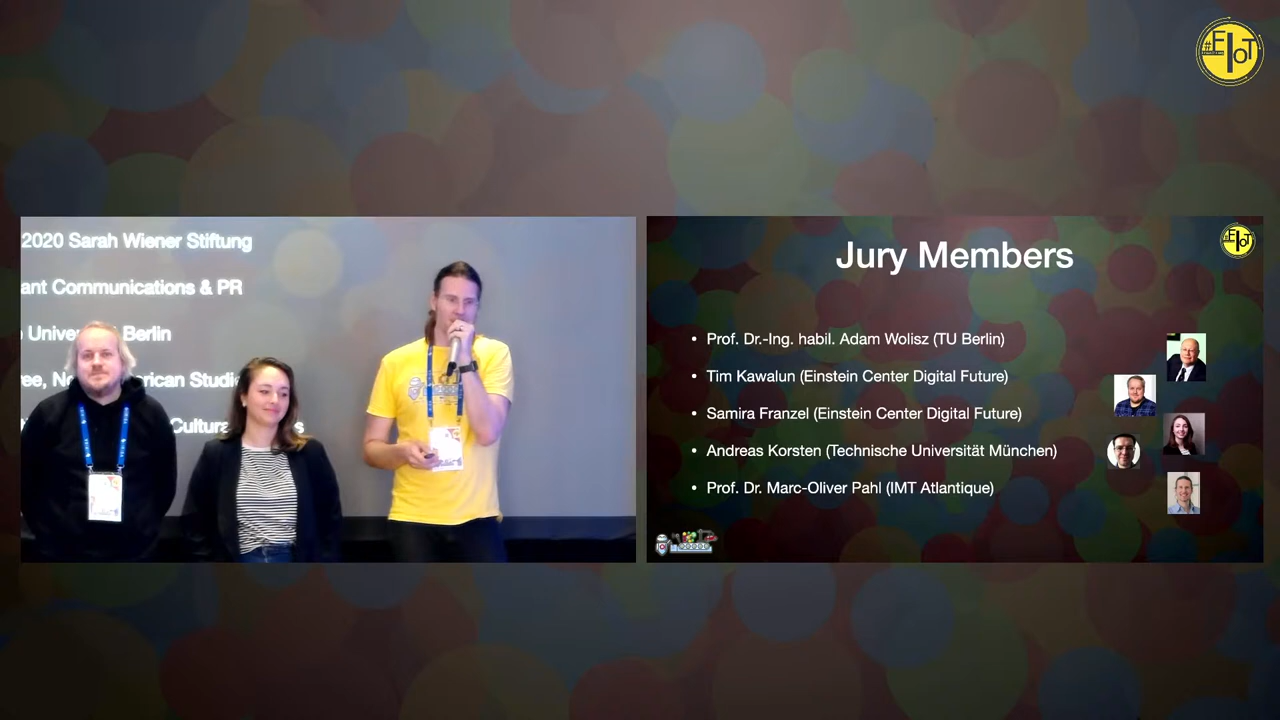 #EIoT
2020 Sarah Wiener Stiftung
ant Communications & PR
Berlin
Jury Members
#EIoT
• Prof. Dr.-Ing. habil. Adam Wolisz (TU Berlin)
• Tim Kawalun (Einstein Center Digital Future)
• Samira Franzel (Einstein Center Digital Future)
• Andreas Korsten (Technische Universität München)
• Prof. Dr. Marc-Oliver Pahl (IMT Atlantique)